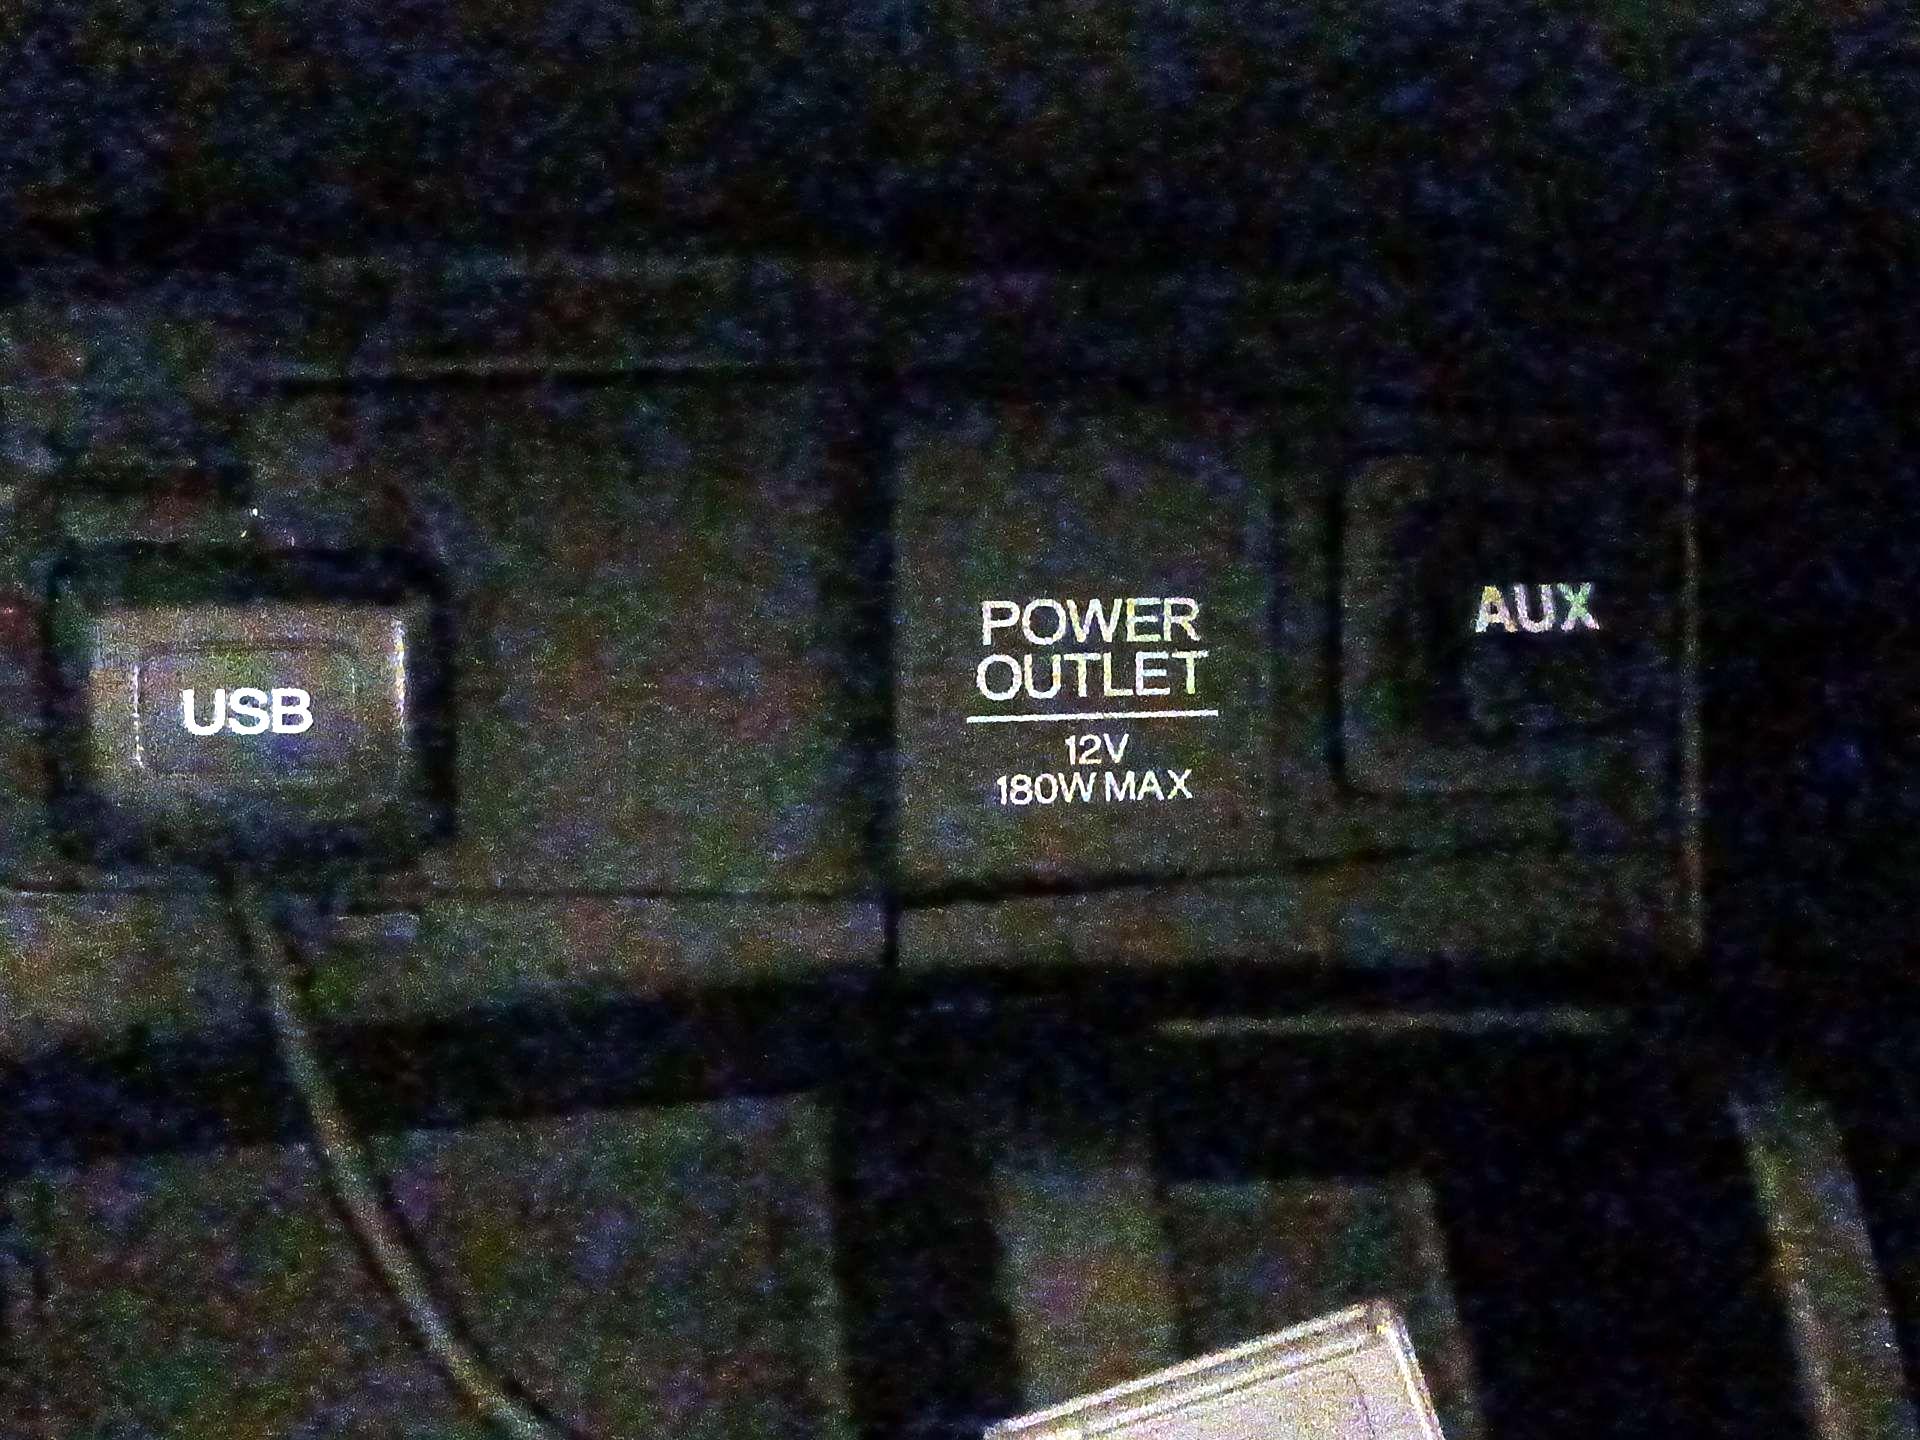 USB
POWER
OUTLET
12V
180W MAX
AUX